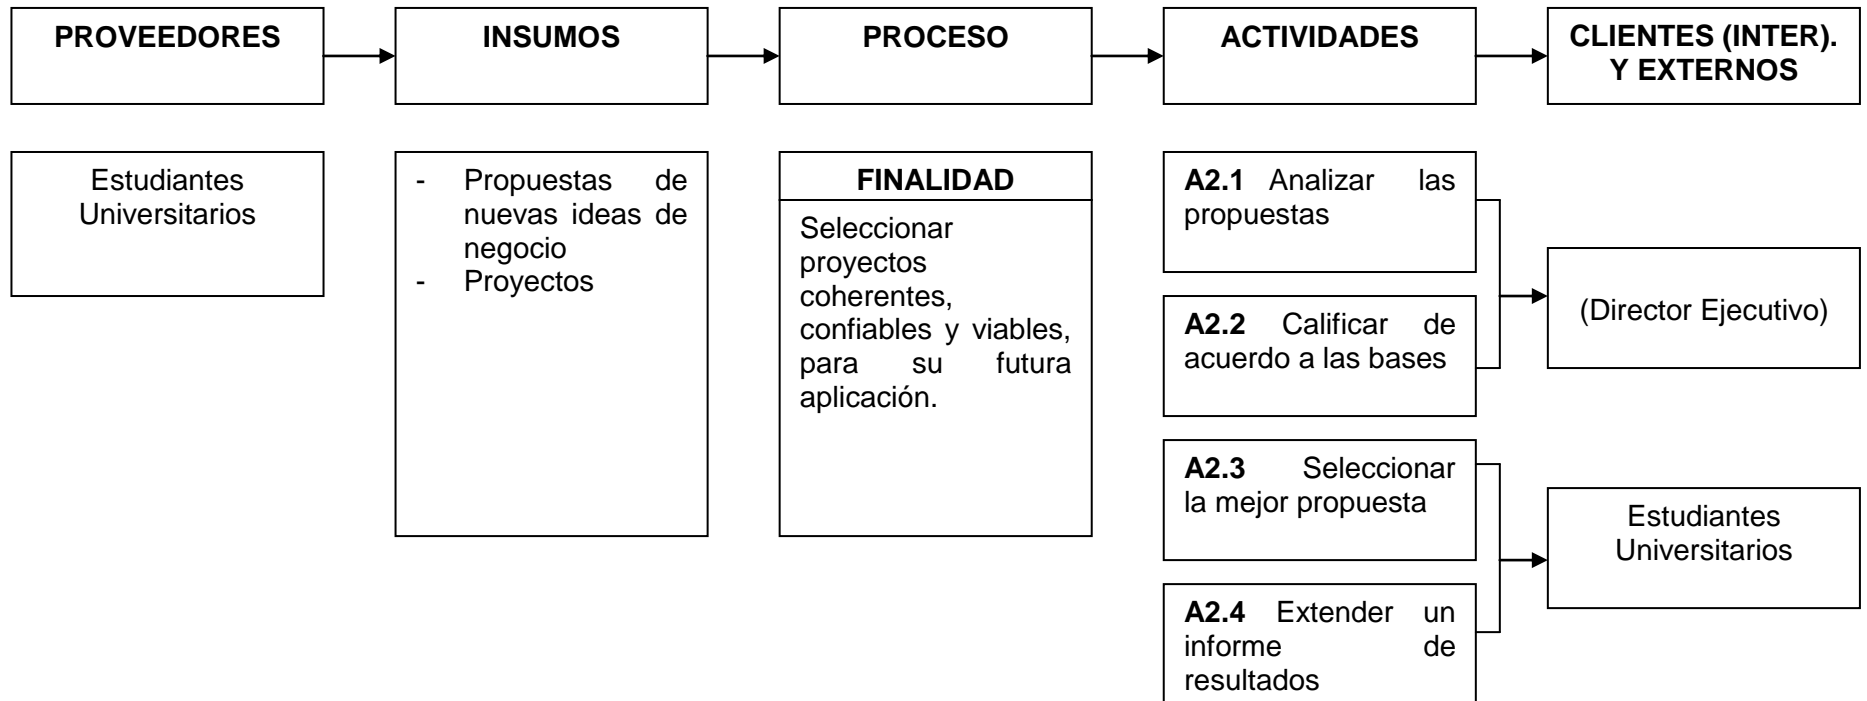 PROVEEDORES
INSUMOS
PROCESO
ACTIVIDADES
CLIENTES (INTER).
Y EXTERNOS
Estudiantes
Universitarios
- Propuestas de
nuevas ideas de
negocio
- Proyectos
FINALIDAD
Seleccionar
proyectos
coherentes,
confiables y viables,
para su futura
aplicación.
A2.1 Analizar las
propuestas
A2.2 Calificar de
acuerdo a las bases
A2.3 Seleccionar
la mejor propuesta
A2.4 Extender un
informe de
resultados
(Director Ejecutivo)
Estudiantes
Universitarios